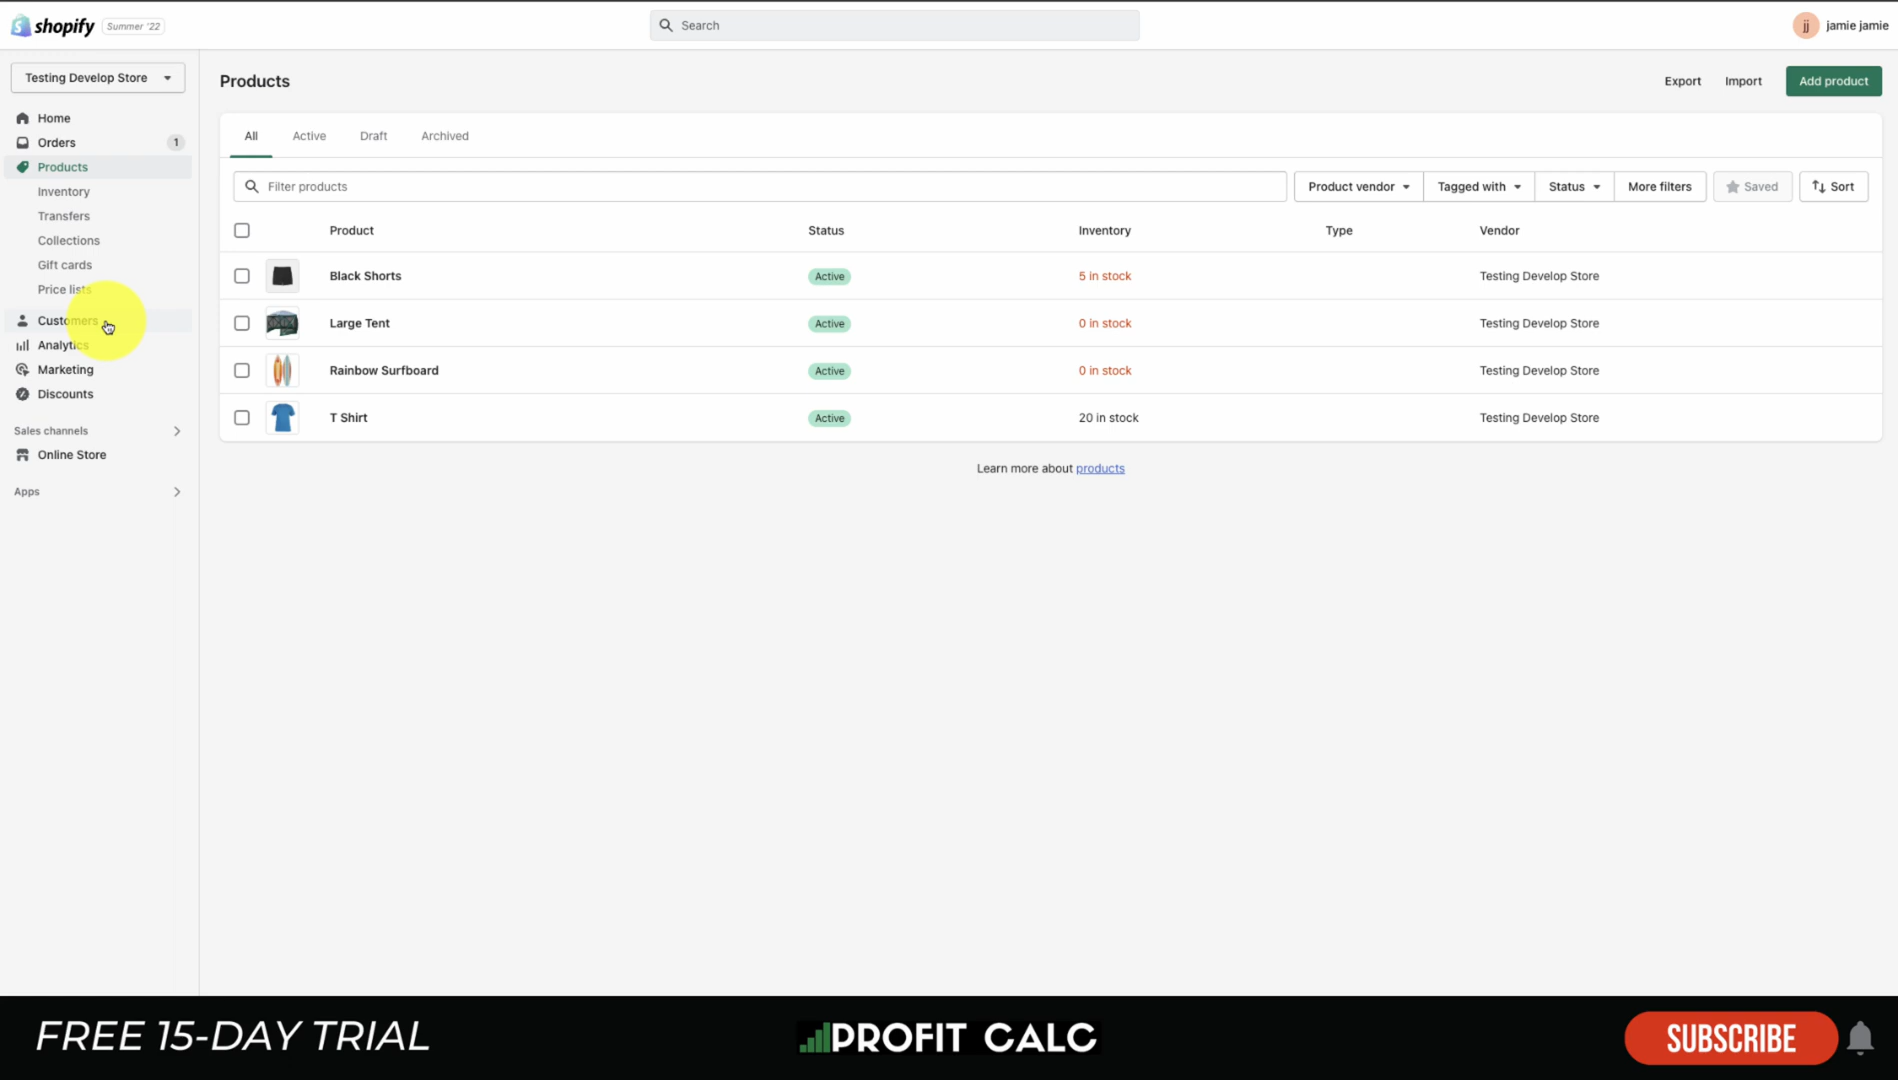 shopify Summer '22
Search
jj jamie jamie
Testing Develop Store
Home
Orders 1
Products
Inventory
Transfers
Collections
Gift cards
Price lists
Customers
Analytics
Marketing
Discounts
Sales channels
Online Store
Apps
Products
Export Import Add product
All Active Draft Archived
Filter products Product vendor Tagged with Status More filters Saved Sort
Product Status Inventory Type Vendor
Black Shorts Active 5 in stock Testing Develop Store
Large Tent Active 0 in stock Testing Develop Store
Rainbow Surfboard Active 0 in stock Testing Develop Store
T Shirt Active 20 in stock Testing Develop Store
Learn more about products
FREE 15-DAY TRIAL PROFIT CALC SUBSCRIBE